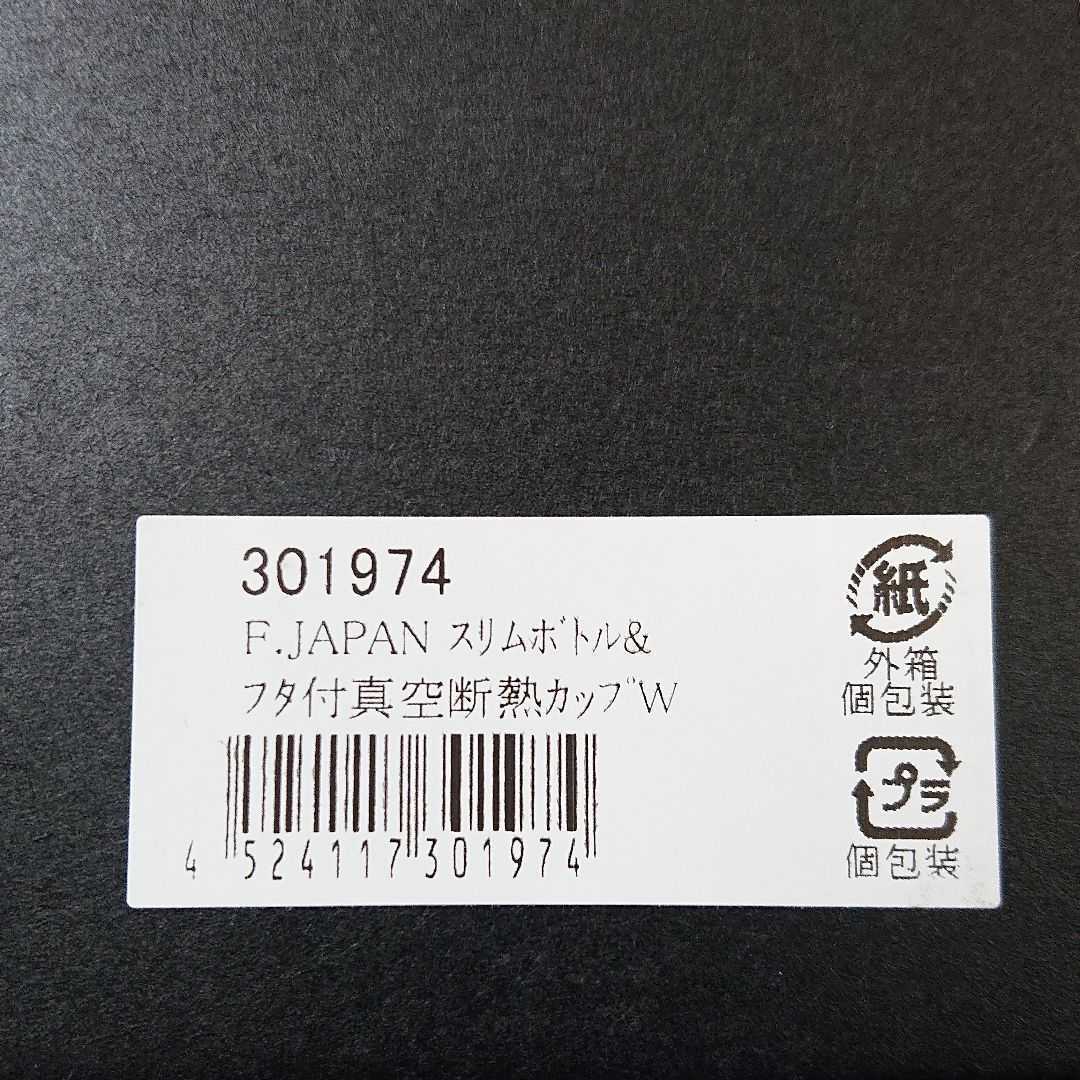 301974
F.JAPAN スリムボトル&
フタ付真空断熱カップW
4 524117 301974
紙
外箱
個包装
プラ
個包装